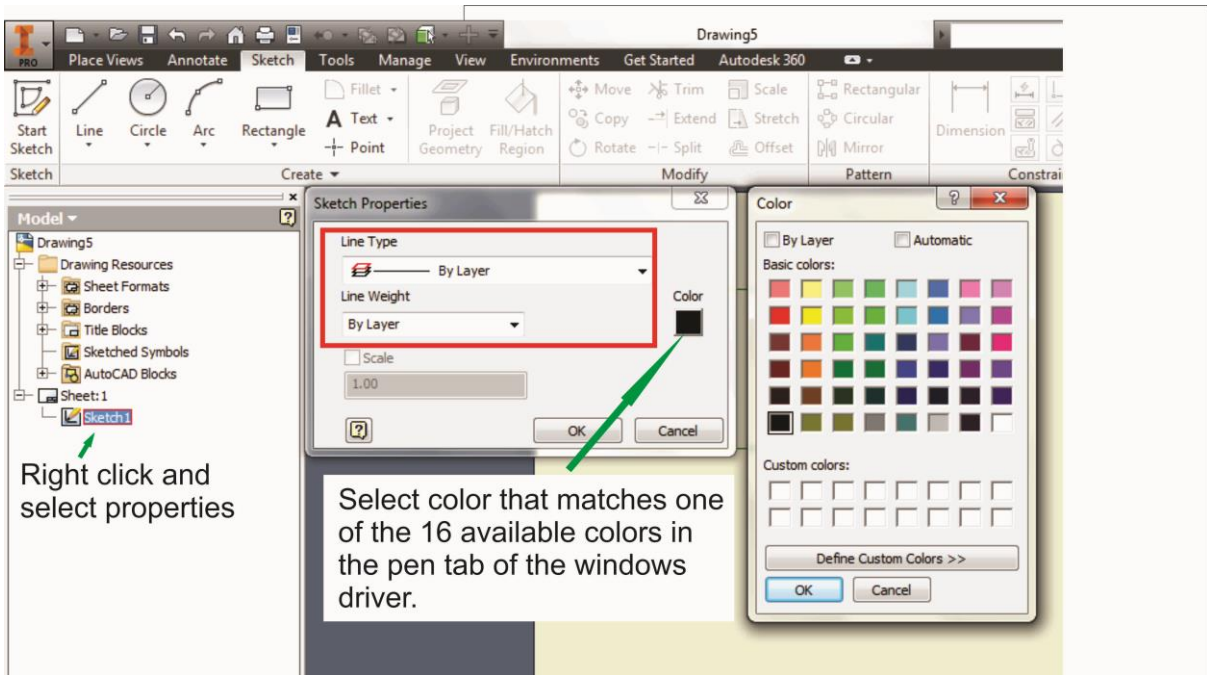 Drawing5
PRO
Place Views Annotate Sketch Tools Manage View Environments Get Started Autodesk 360
Start Sketch
Line
Circle
Arc
Rectangle
Fillet
Text
Point
Project Geometry
Fill/Hatch Region
Move
Trim
Scale
Copy
Extend
Stretch
Rotate
Split
Offset
Rectangular
Circular
Mirror
Dimension
Sketch
Create
Modify
Pattern
Constrai
Model
Drawing5
Drawing Resources
Sheet Formats
Borders
Title Blocks
Sketched Symbols
AutoCAD Blocks
Sheet:1
Sketch1
Right click and
select properties
Sketch Properties
Line Type
By Layer
Line Weight
By Layer
Color
Scale
1.00
OK Cancel
Select color that matches one
of the 16 available colors in
the pen tab of the windows
driver.
Color
By Layer Automatic
Basic colors:
Custom colors:
Define Custom Colors >>
OK Cancel